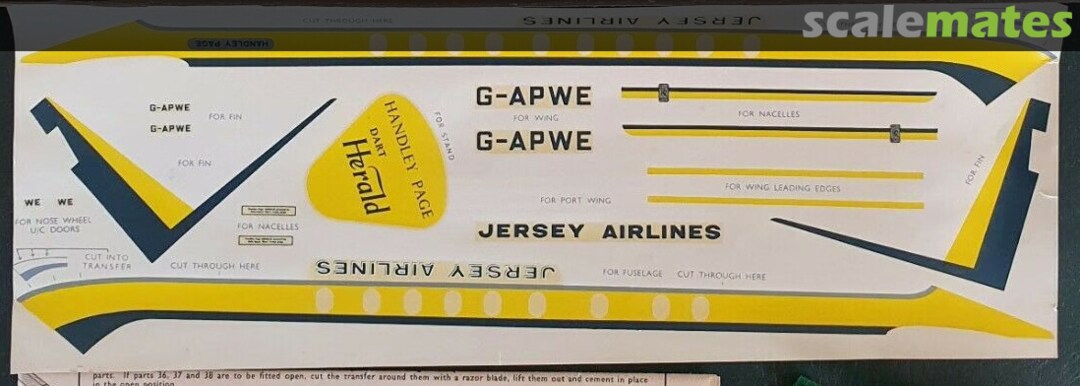 scalemates
CUT THROUGH HERE
JERSEY AIRLINES
HANDLEY PAGE
G-APWE
FOR WING
G-APWE
FOR NACELLES
G-APWE
G-APWE
FOR FIN
FOR FIN
FOR STAND
HANDLEY PAGE
DART
Herald
FOR FIN
FOR WING LEADING EDGES
FOR PORT WING
WE WE
FOR NOSE WHEEL
U/C DOORS
FOR NACELLES
JERSEY AIRLINES
CUT INTO
TRANSFER
CUT THROUGH HERE
JERSEY AIRLINES
FOR FUSELAGE CUT THROUGH HERE
parts. If parts 36, 37 and 38 are to be fitted open, cut the transfer around them with a razor blade, lift them out and cement in place
in the open position.